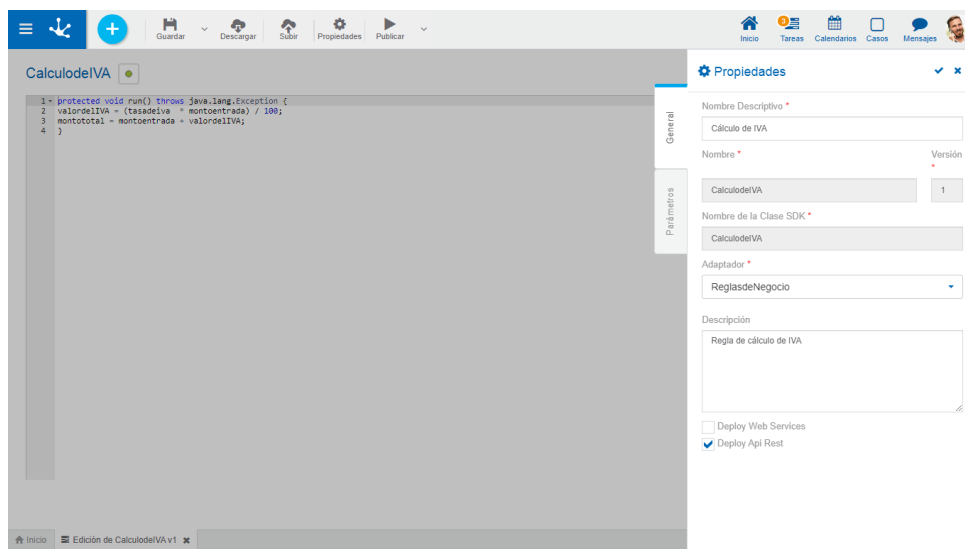 Guardar
Descargar
Subir
Propiedades
Publicar
Inicio
3
Tareas
Calendarios
Casos
Mensajes
CalculodeIVA
1 protected void run() throws java.lang.Exception {
2 valordelIVA = (tasadeiva * montoentrada) / 100;
3 montototal = montoentrada + valordelIVA;
4 }
General
Parámetros
Propiedades
Nombre Descriptivo *
Cálculo de IVA
Nombre * Versión *
CalculodeIVA 1
Nombre de la Clase SDK *
CalculodeIVA
Adaptador *
ReglasdeNegocio
Descripción
Regla de cálculo de IVA
Deploy Web Services
Deploy Api Rest
Inicio
Edición de CalculodeIVA v1